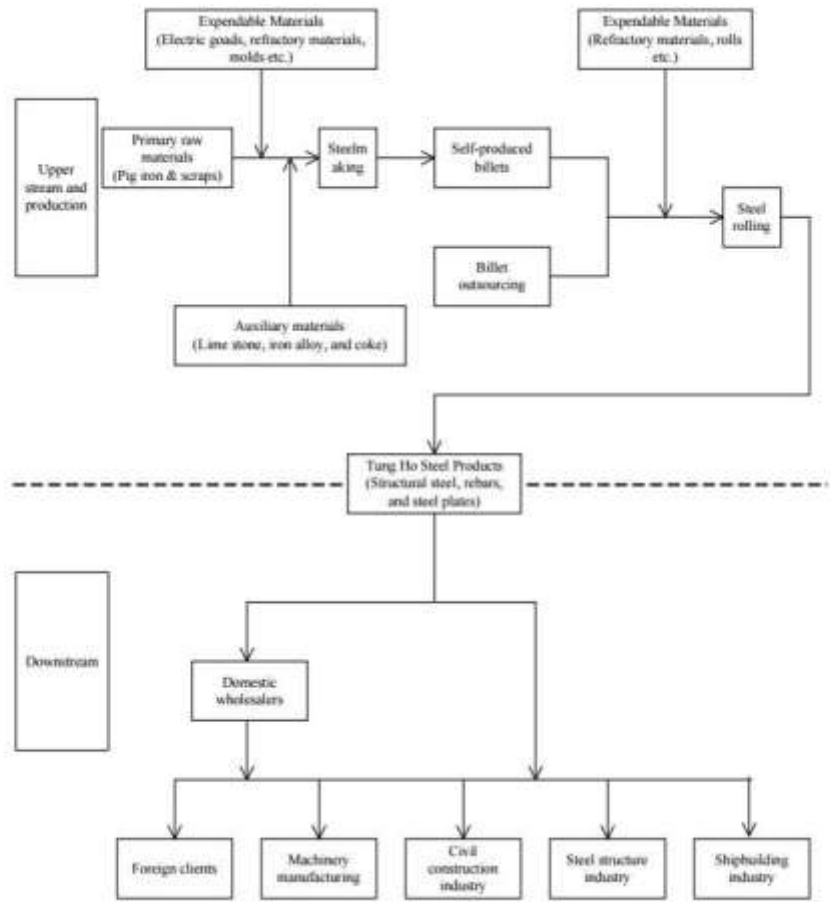 Expendable Materials
(Electric goads, refractory materials,
molds etc.)
Expendable Materials
(Refractory materials, rolls
etc.)
Upper
stream and
production
Primary raw
materials
(Pig iron & scraps)
Steelm
aking
Self-produced
billets
Steel
rolling
Billet
outsourcing
Auxiliary materials
(Lime stone, iron alloy, and coke)
Tung Ho Steel Products
(Structural steel, rebars,
and steel plates)
Downstream
Domestic
wholesalers
Foreign clients
Machinery
manufacturing
Civil
construction
industry
Steel structure
industry
Shipbuilding
industry